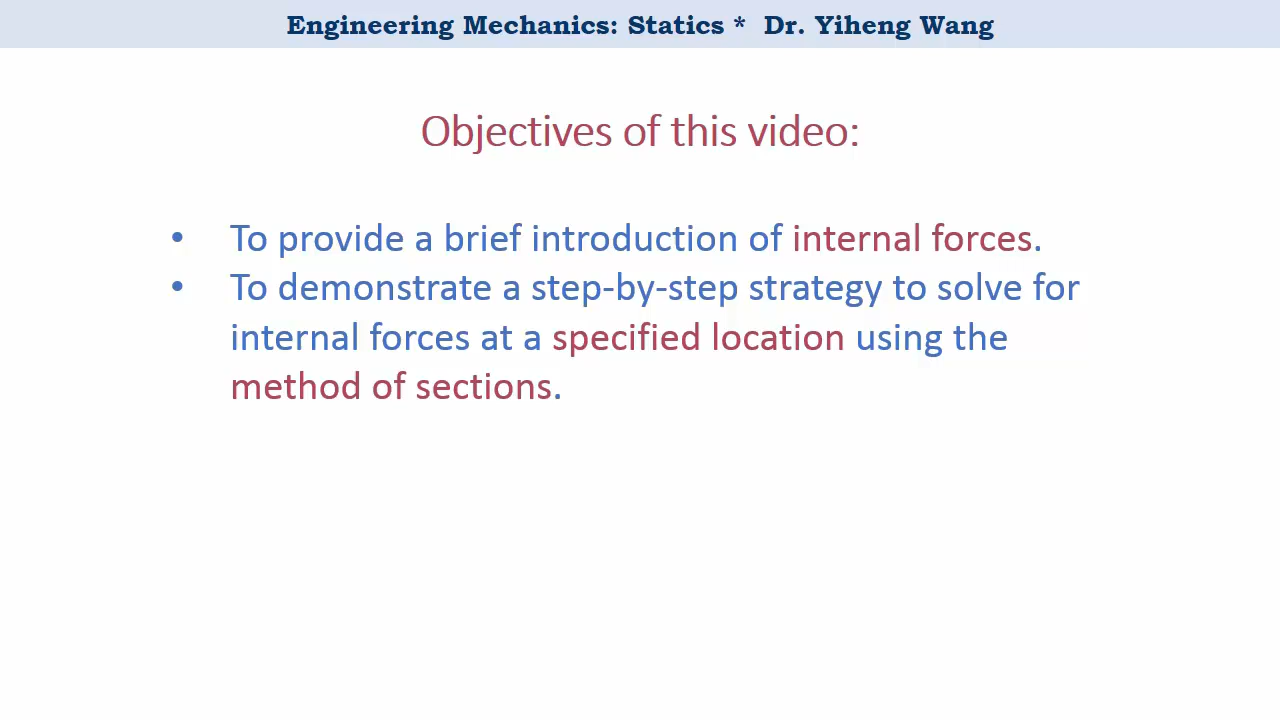 Engineering Mechanics: Statics * Dr. Yiheng Wang
Objectives of this video:
• To provide a brief introduction of internal forces.
• To demonstrate a step-by-step strategy to solve for
internal forces at a specified location using the
method of sections.